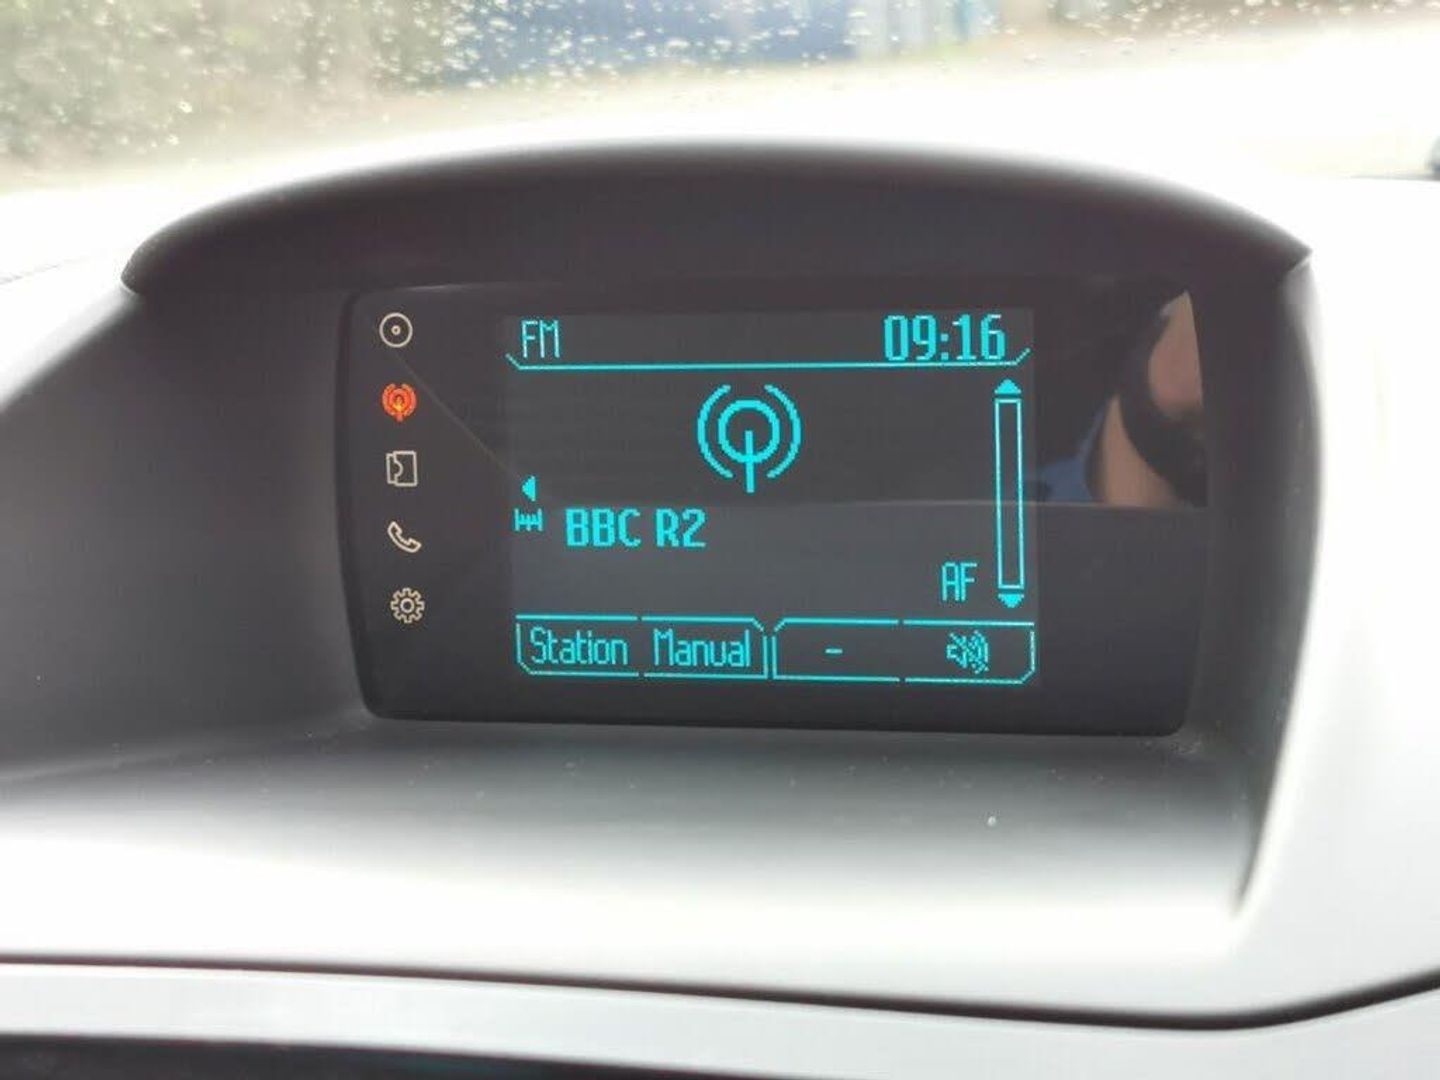 FM 09:16
BBC R2
AF
Station Manual -